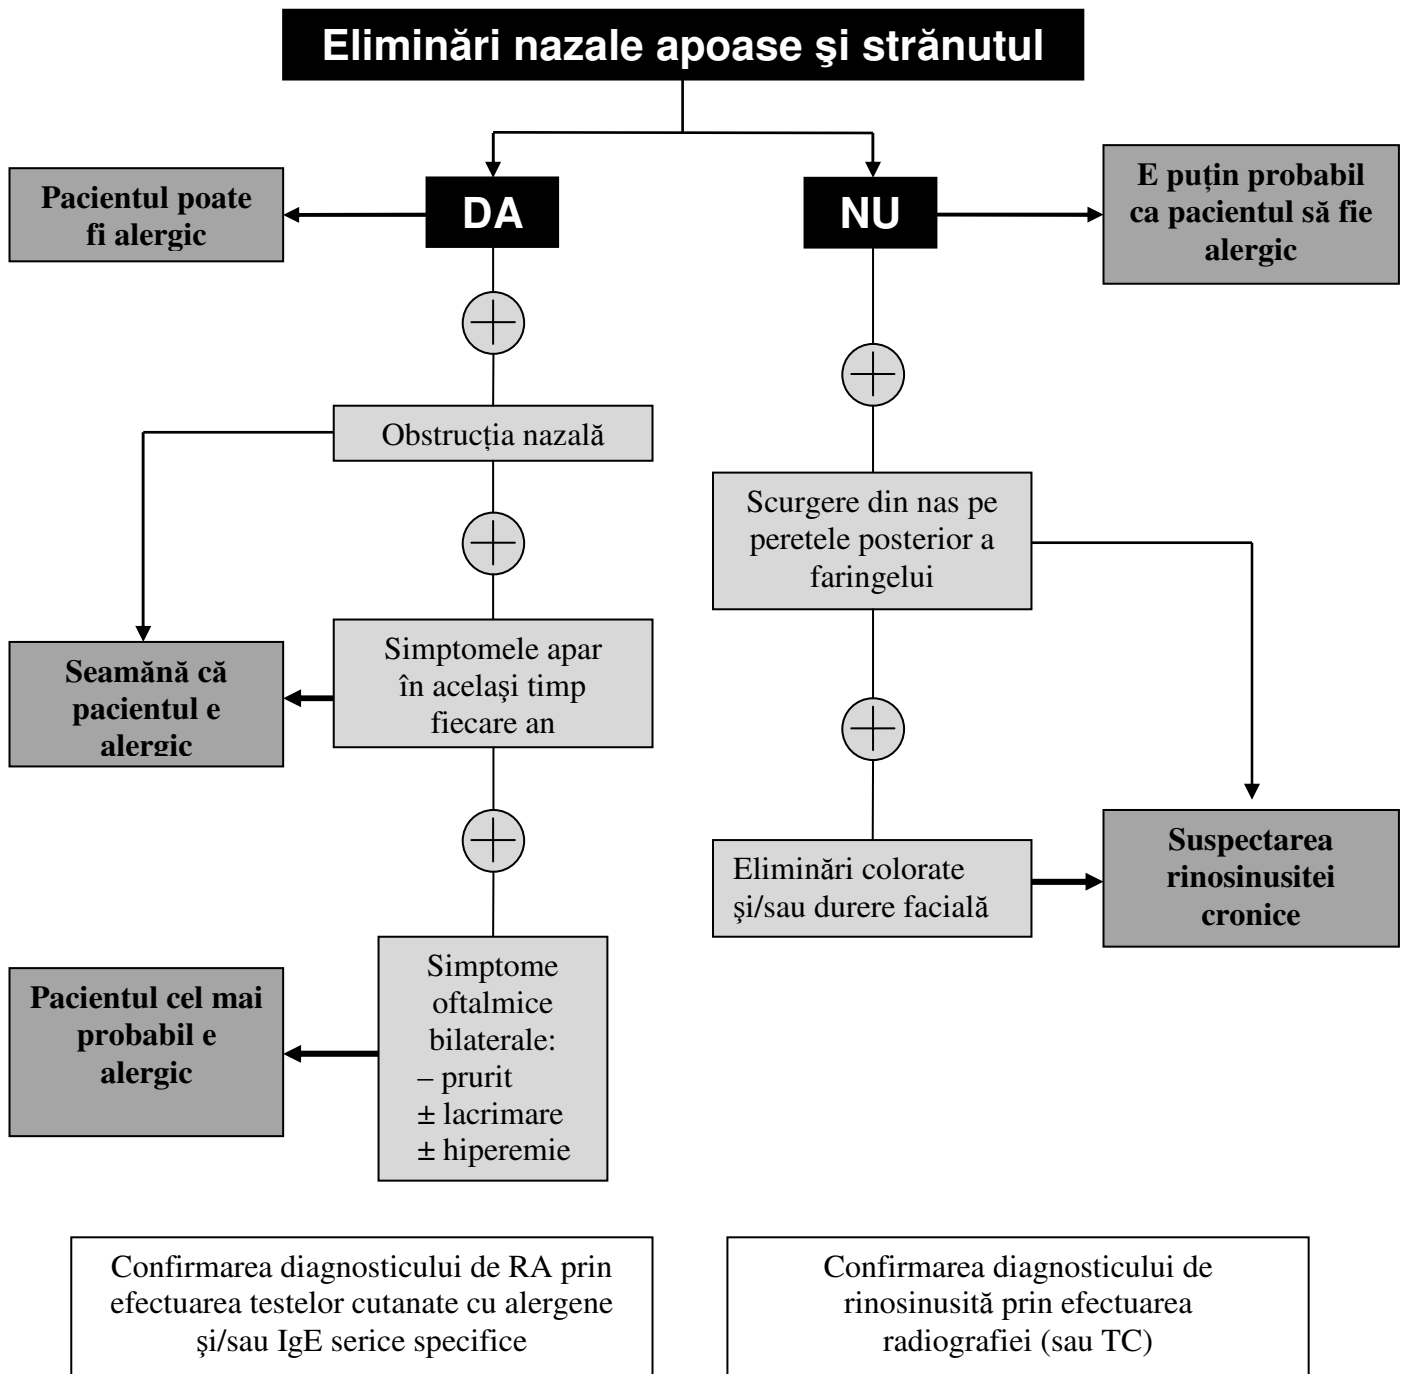 Eliminări nazale apoase şi strănutul
Pacientul poate
fi alergic
DA
NU
E puțin probabil
ca pacientul să fie
alergic
Obstrucția nazală
Scurgere din nas pe
peretele posterior a
faringelui
Seamănă că
pacientul e
alergic
Simptomele apar
în acelaşi timp
fiecare an
Eliminări colorate
şi/sau durere facială
Suspectarea
rinosinusitei
cronice
Pacientul cel mai
probabil e
alergic
Simptome
oftalmice
bilaterale:
– prurit
± lacrimare
± hiperemie
Confirmarea diagnosticului de RA prin
efectuarea testelor cutanate cu alergene
şi/sau IgE serice specifice
Confirmarea diagnosticului de
rinosinusită prin efectuarea
radiografiei (sau TC)